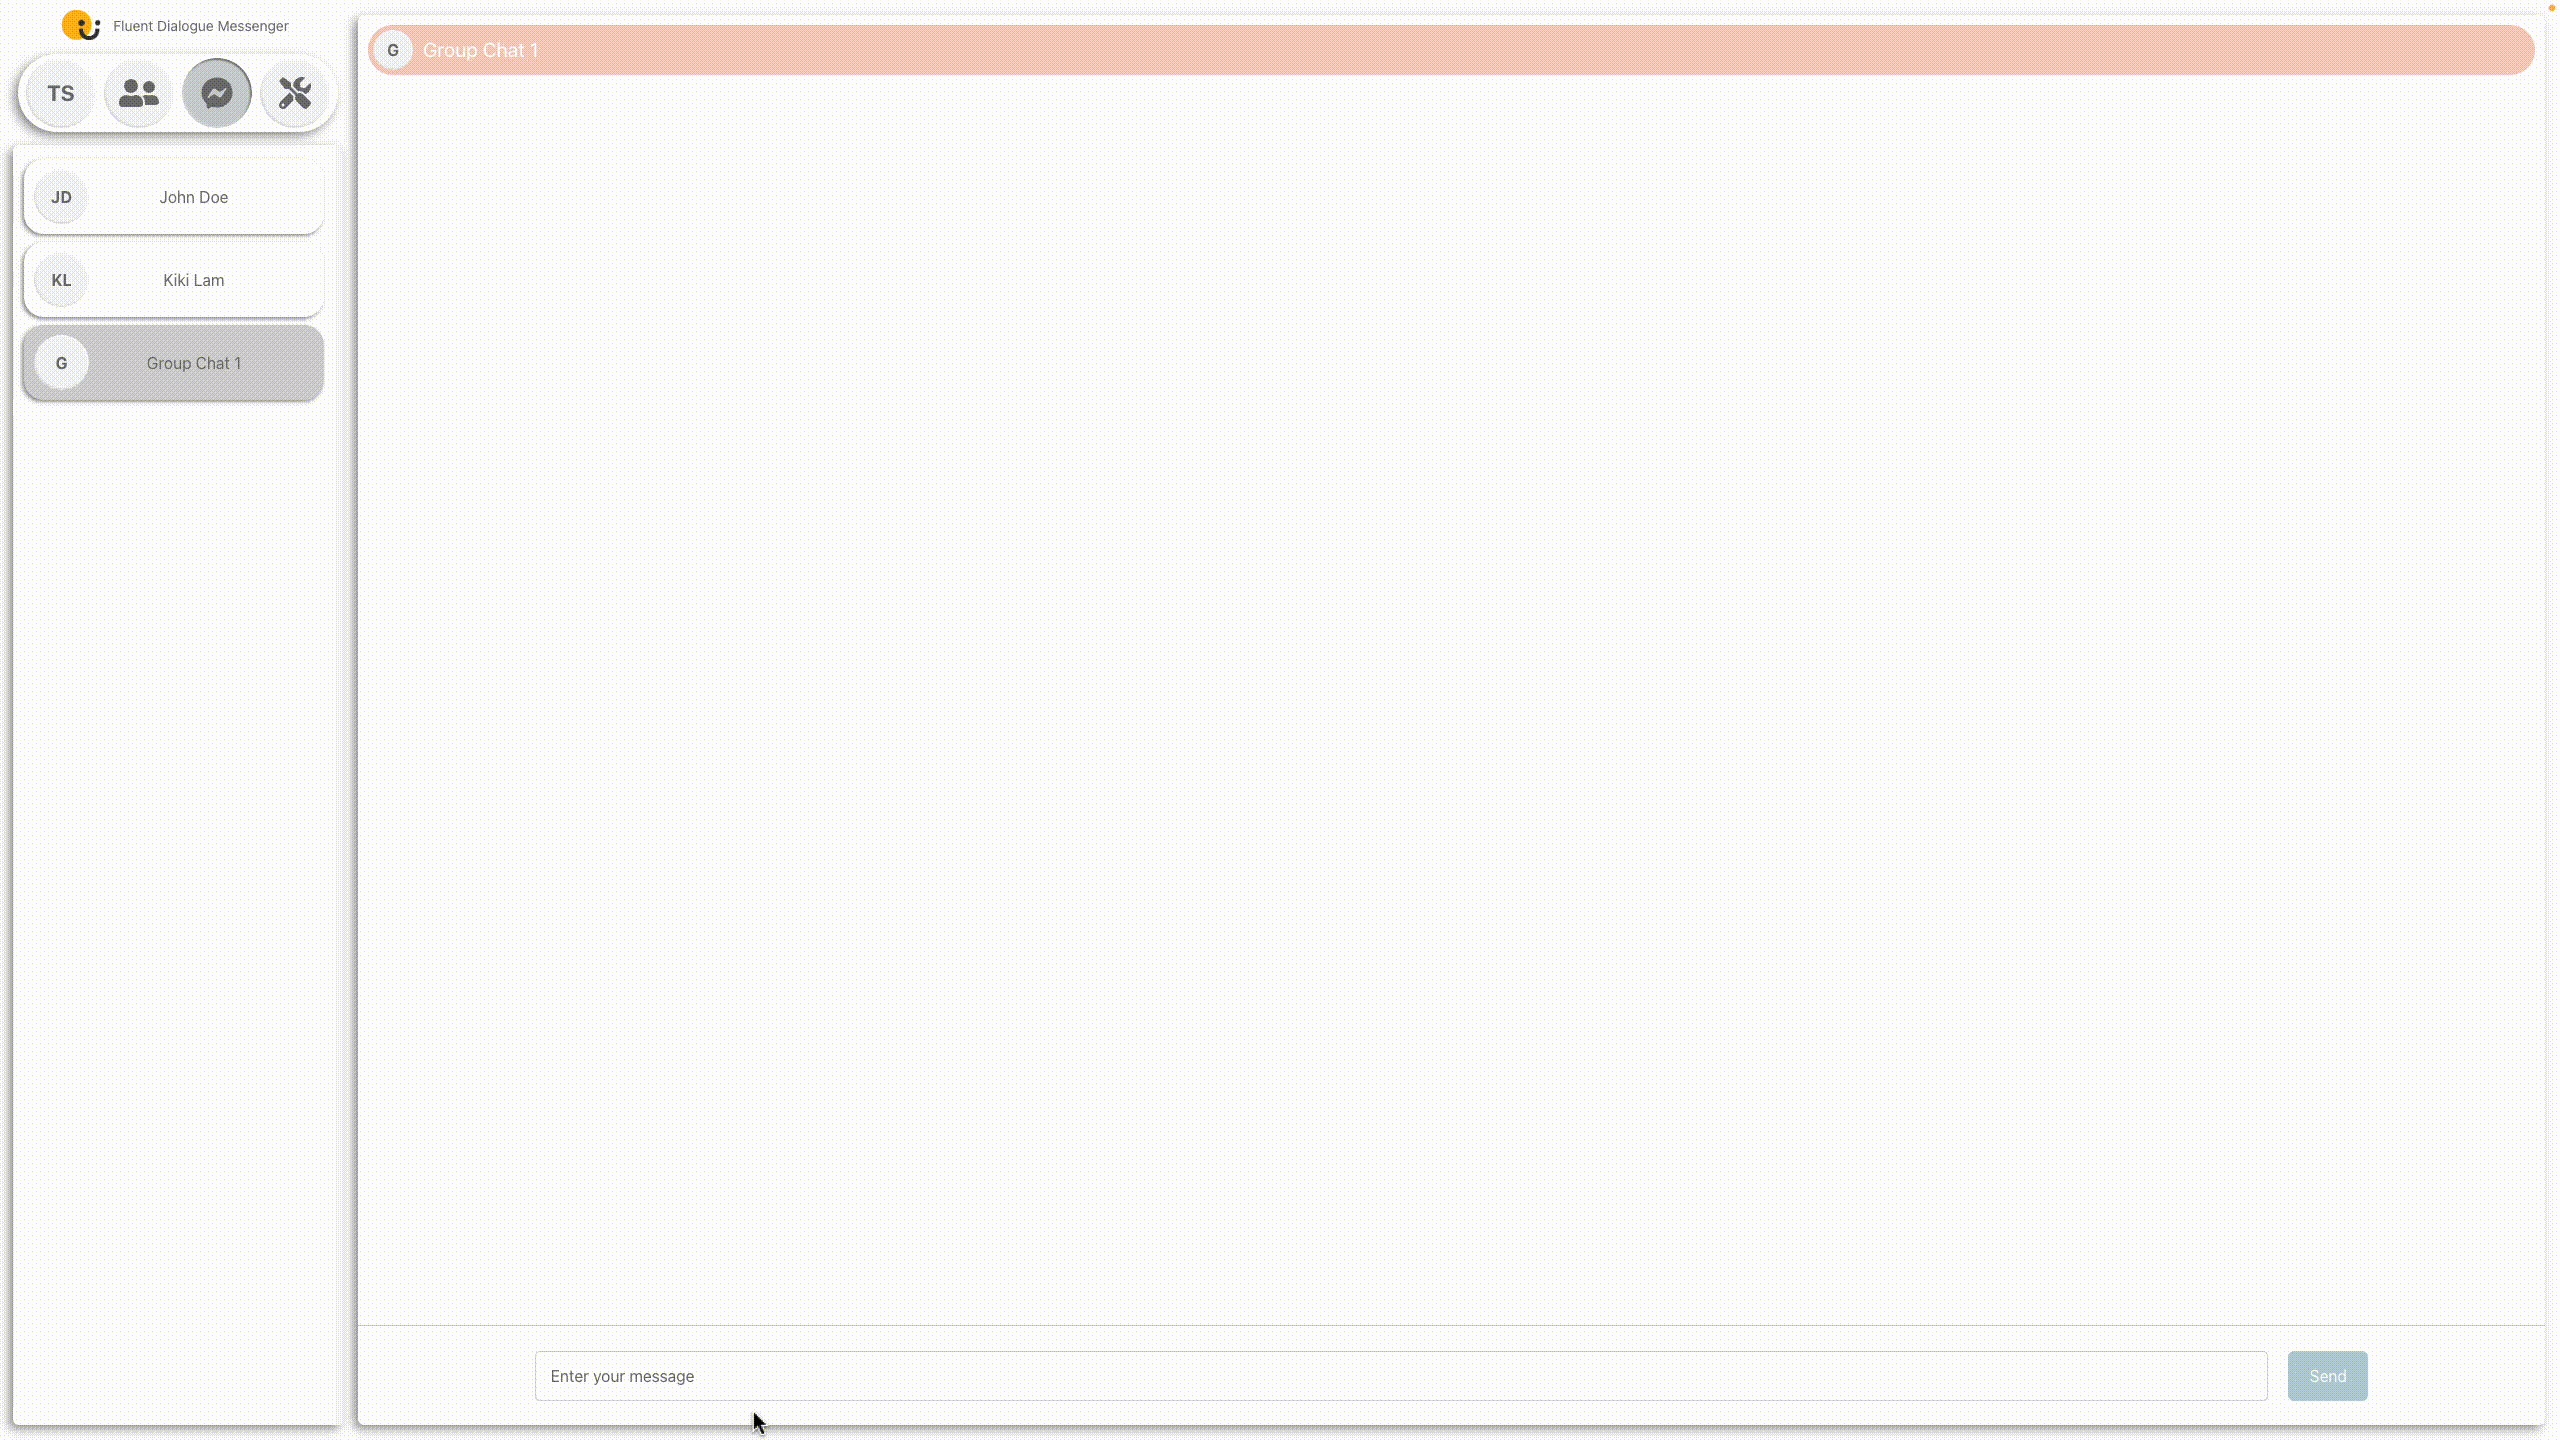 Fluent Dialogue Messenger
TS
JD
John Doe
KL
Kiki Lam
G
Group Chat 1
G
Group Chat 1
Enter your message
Send